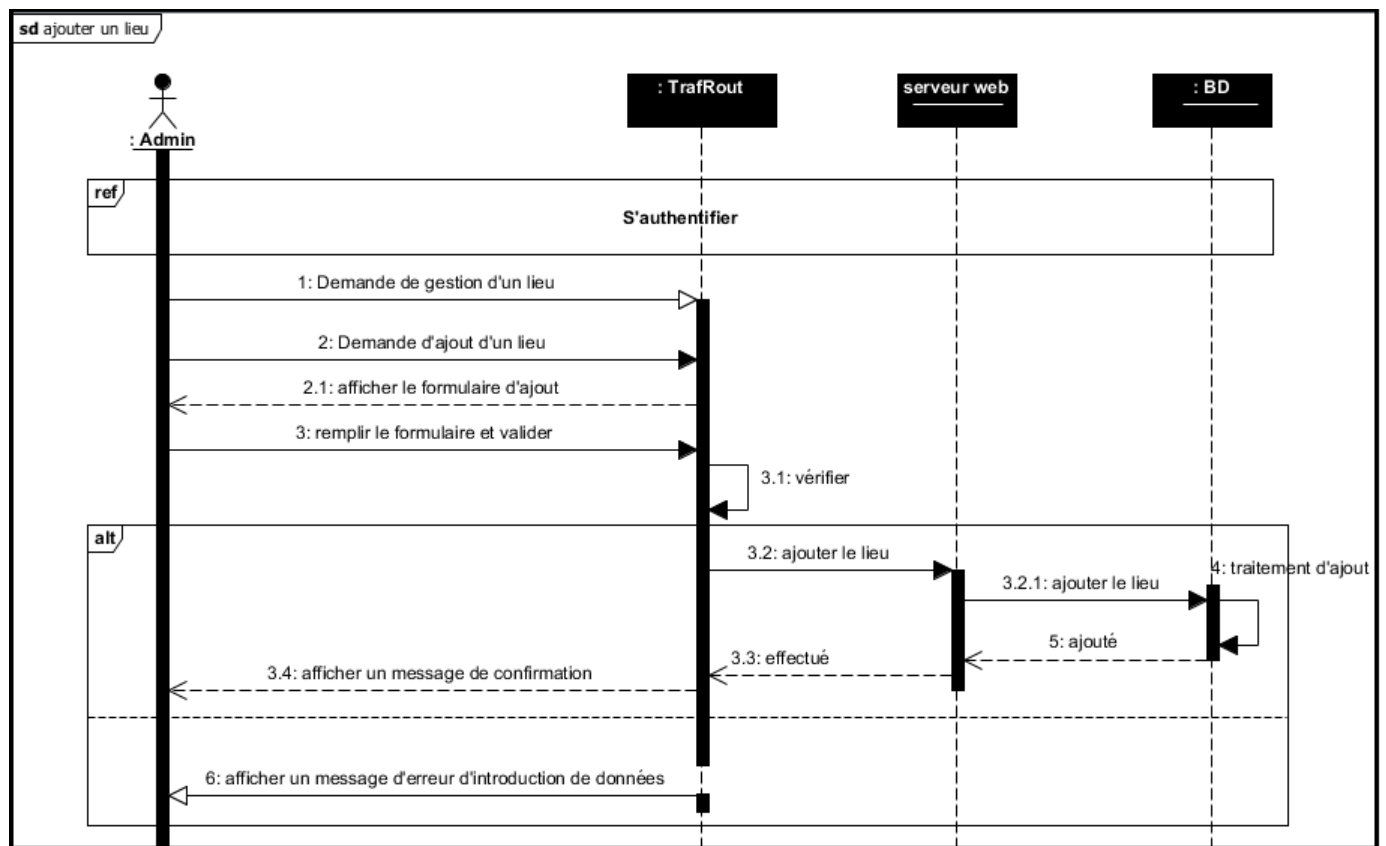 sd ajouter un lieu
: TrafRout
serveur web
: BD
: Admin
ref
S'authentifier
1: Demande de gestion d'un lieu
2: Demande d'ajout d'un lieu
2.1: afficher le formulaire d'ajout
3: remplir le formulaire et valider
3.1: vérifier
alt
3.2: ajouter le lieu
4: traitement d'ajout
3.2.1: ajouter le lieu
5: ajouté
3.3: effectué
3.4: afficher un message de confirmation
6: afficher un message d'erreur d'introduction de données